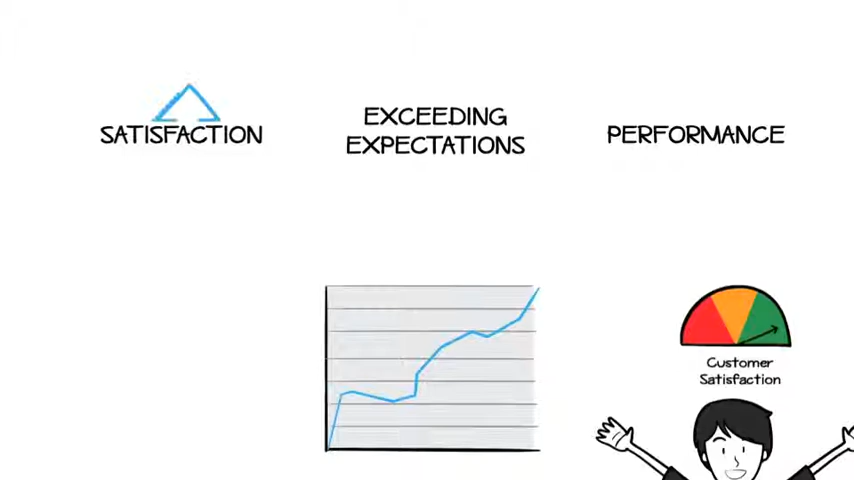 SATISFACTION
EXCEEDING
EXPECTATIONS
PERFORMANCE
Customer
Satisfaction